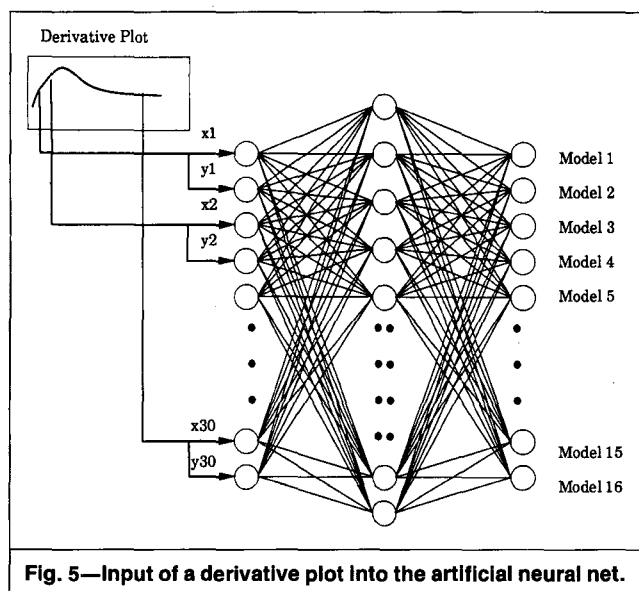 Derivative Plot
x1
y1
x2
y2
x30
y30
Model 1
Model 2
Model 3
Model 4
Model 5
Model 15
Model 16
Fig. 5—Input of a derivative plot into the artificial neural net.